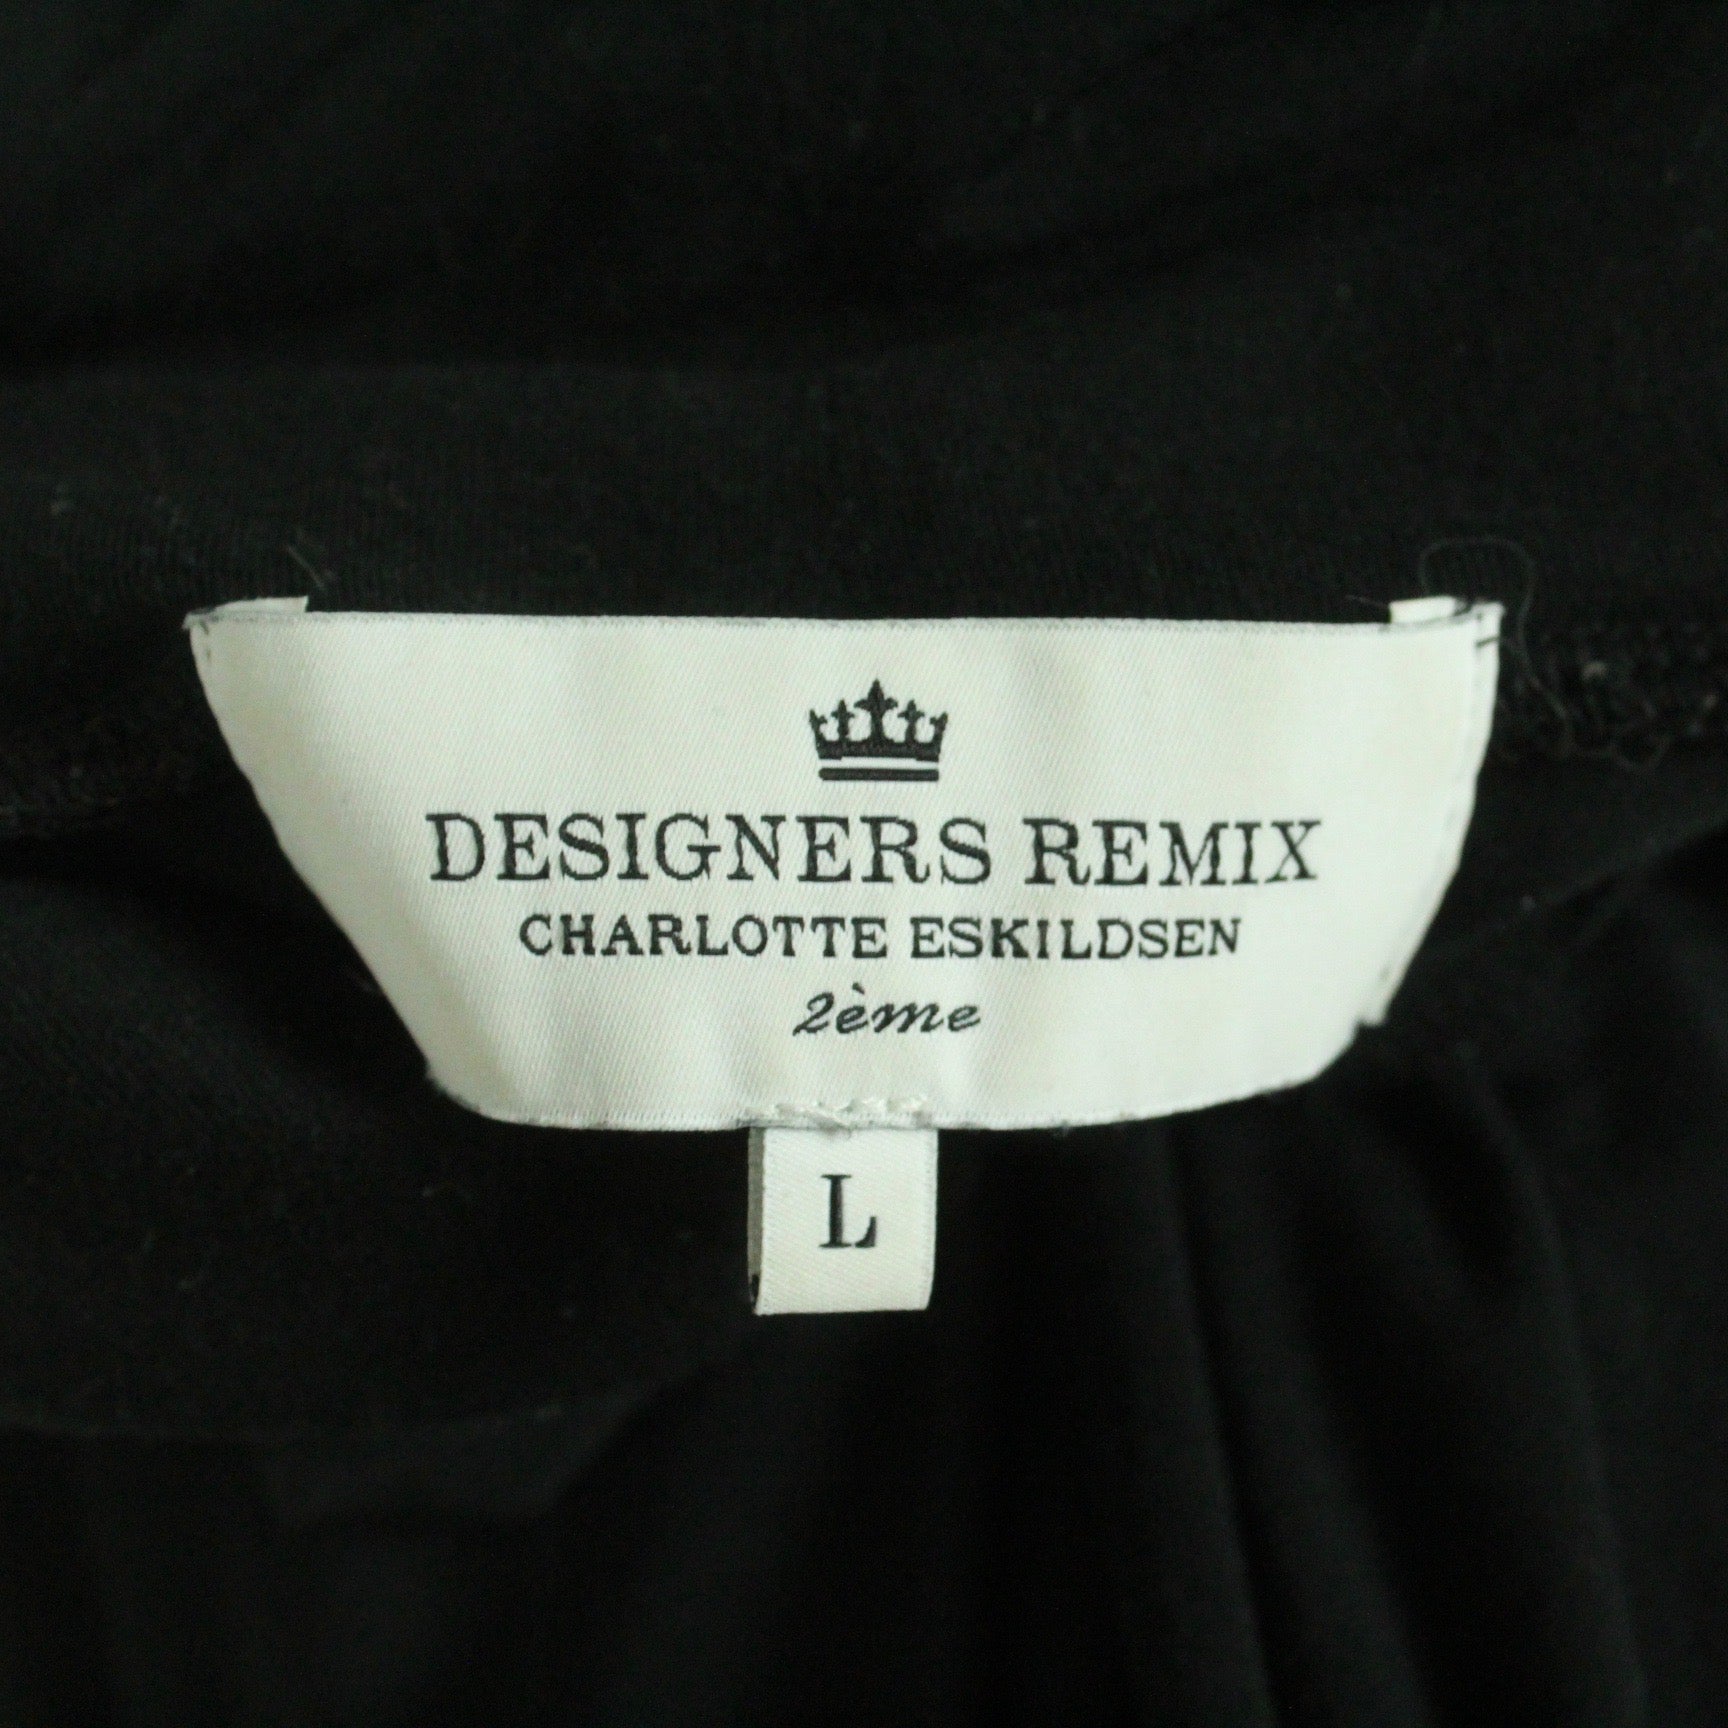 DESIGNERS REMIX
CHARLOTTE ESKILDSEN
2ème
L